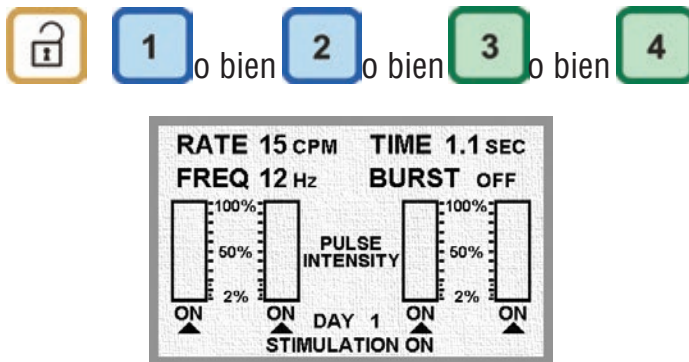 1 o bien 2 o bien 3 o bien 4
RATE 15 CPM TIME 1.1 SEC
FREQ 12 Hz BURST OFF
100% 100%
50% PULSE INTENSITY 50%
2% 2%
ON ON DAY 1 ON ON
STIMULATION ON